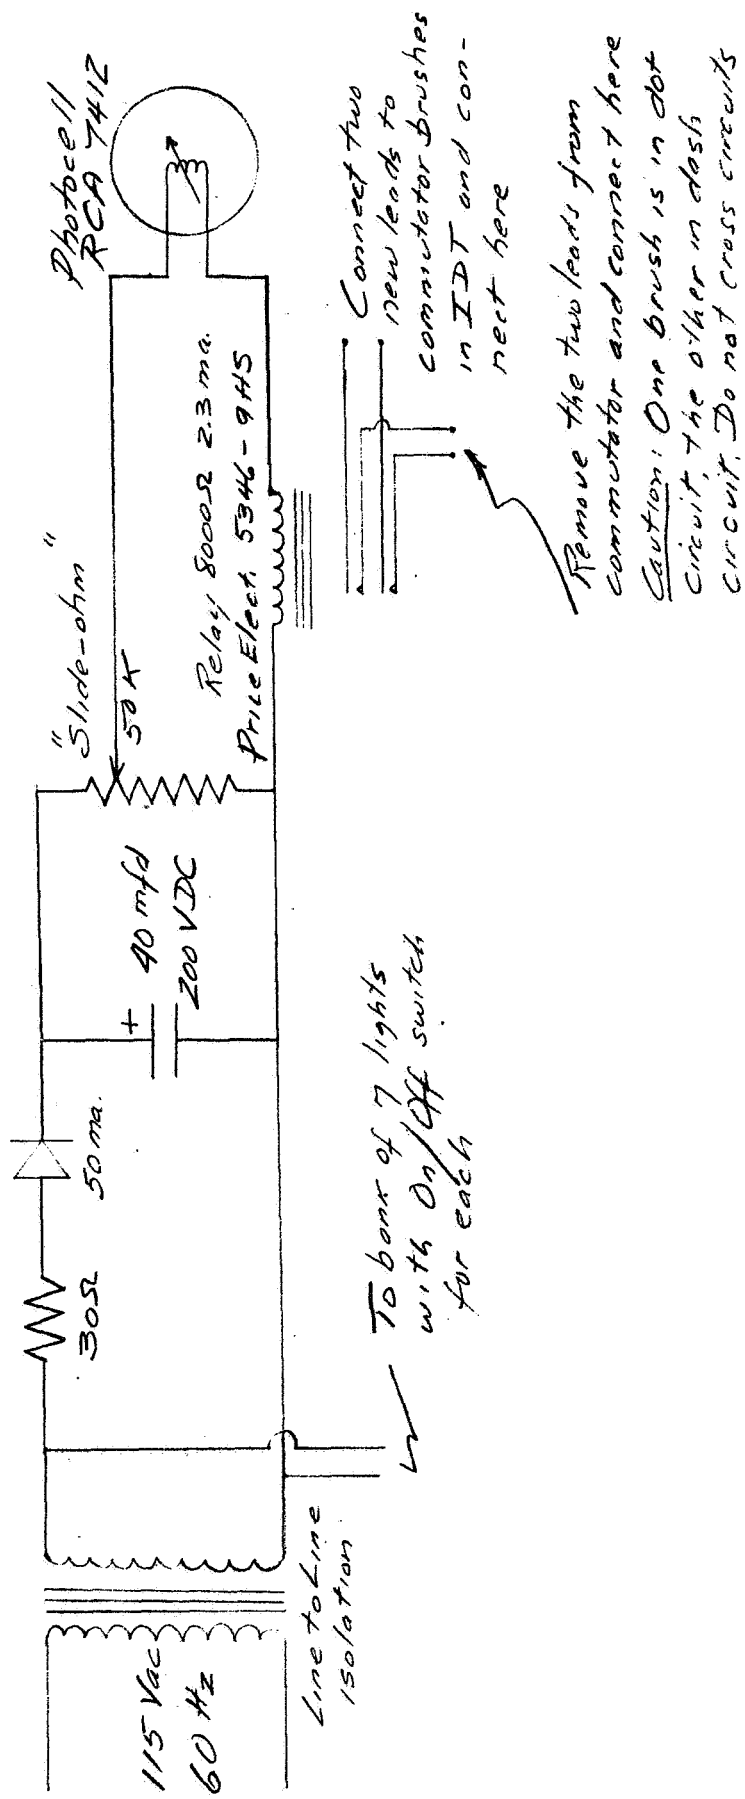 115 Vac
60 Hz
Line to Line
isolation
30Ω
50 ma.
To bank of 7 lights
with On/Off switch
for each
+
40 mfd
200 VDC
"Slide-ohm"
50 K
Relay 8000Ω 2.3 ma.
Price Elect. 5346-9HS
Photocell
RCA 7412
Connect two
new leads to
commutator brushes
in IDT and con-
nect here
Remove the two leads from
commutator and connect here
Caution: One brush is in dot
circuit, the other in dash
circuit. Do not cross circuits